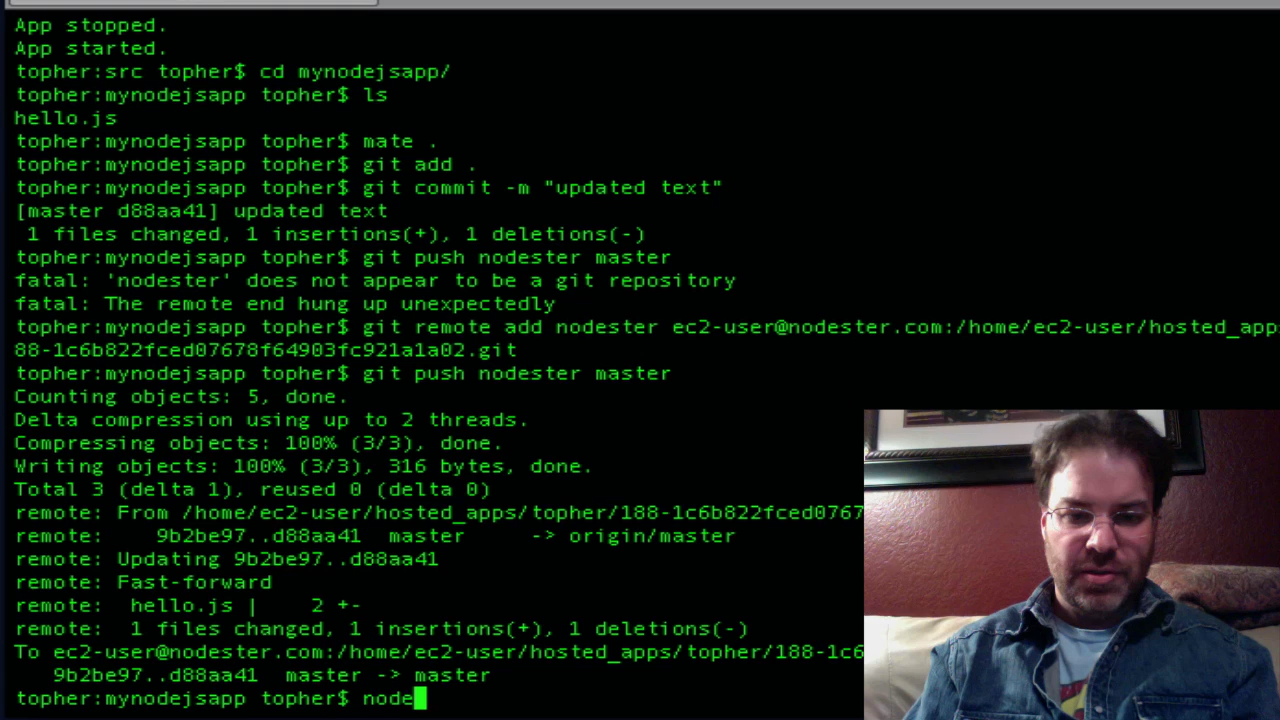 App stopped.
App started.
topher:src topher$ cd mynodejsapp/
topher:mynodejsapp topher$ ls
hello.js
topher:mynodejsapp topher$ mate .
topher:mynodejsapp topher$ git add .
topher:mynodejsapp topher$ git commit -m "updated text"
[master d88aa41] updated text
 1 files changed, 1 insertions(+), 1 deletions(-)
topher:mynodejsapp topher$ git push nodester master
fatal: 'nodester' does not appear to be a git repository
fatal: The remote end hung up unexpectedly
topher:mynodejsapp topher$ git remote add nodester ec2-user@nodester.com:/home/ec2-user/hosted_app
88-1c6b822fced07678f64903fc921a1a02.git
topher:mynodejsapp topher$ git push nodester master
Counting objects: 5, done.
Delta compression using up to 2 threads.
Compressing objects: 100% (3/3), done.
Writing objects: 100% (3/3), 316 bytes, done.
Total 3 (delta 1), reused 0 (delta 0)
remote: From /home/ec2-user/hosted_apps/topher/188-1c6b822fced0767
remote:    9b2be97..d88aa41  master     -> origin/master
remote: Updating 9b2be97..d88aa41
remote: Fast-forward
remote:  hello.js |    2 +-
remote:  1 files changed, 1 insertions(+), 1 deletions(-)
To ec2-user@nodester.com:/home/ec2-user/hosted_apps/topher/188-1c6
   9b2be97..d88aa41  master -> master
topher:mynodejsapp topher$ node